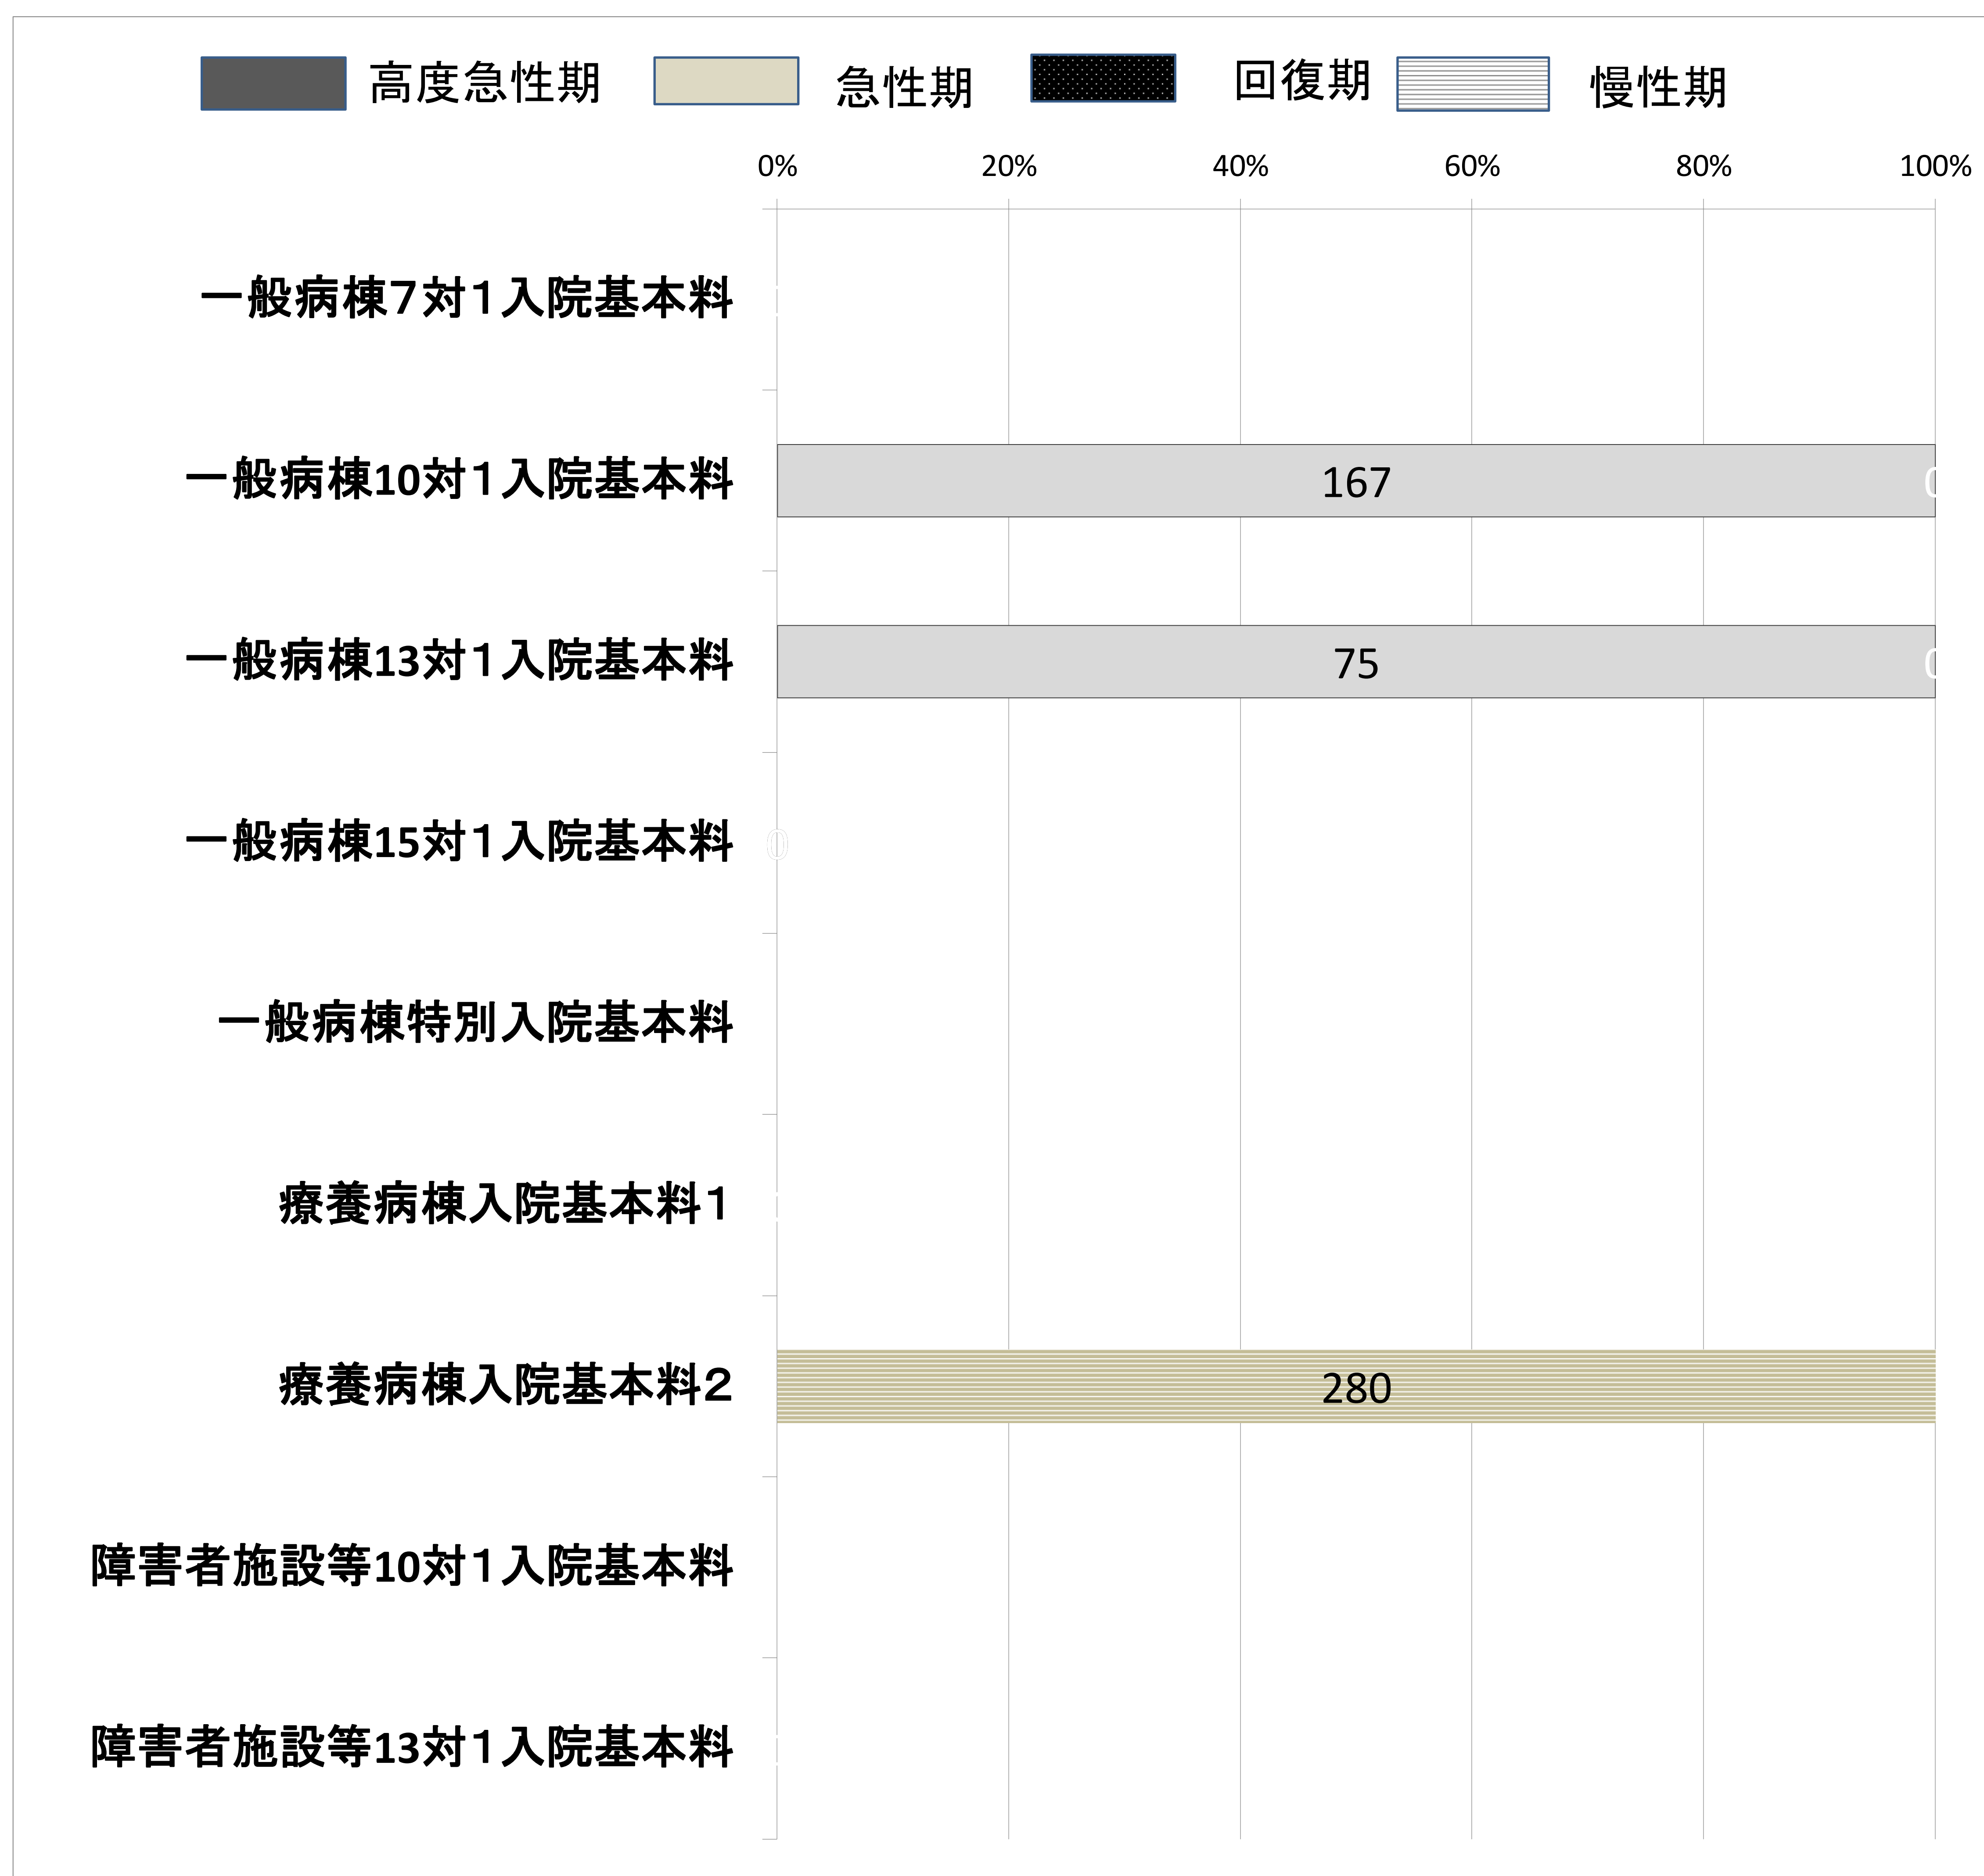 高度急性期 急性期 回復期 慢性期
0% 20% 40% 60% 80% 100%
一般病棟７対１入院基本料
一般病棟10対１入院基本料 167 0
一般病棟13対１入院基本料 75 0
一般病棟15対１入院基本料 0
一般病棟特別入院基本料
療養病棟入院基本料１
療養病棟入院基本料２ 280
障害者施設等10対１入院基本料
障害者施設等13対１入院基本料